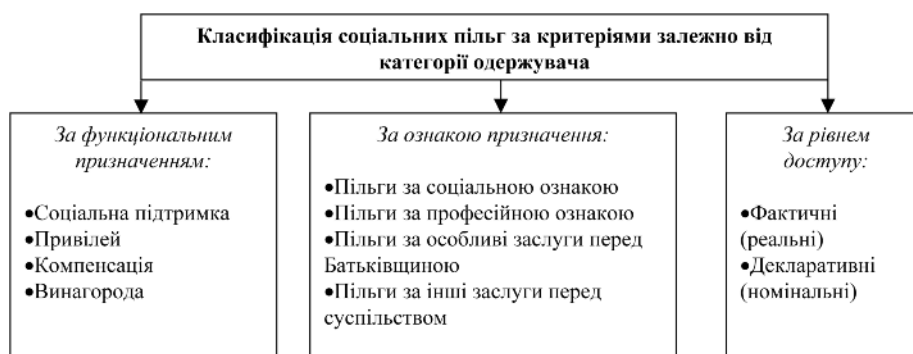 Класифікація соціальних пільг за критеріями залежно від
категорії одержувача
За функціональним
призначенням:
•Соціальна підтримка
•Привілей
•Компенсація
•Винагорода
За ознакою призначення:
•Пільги за соціальною ознакою
•Пільги за професійною ознакою
•Пільги за особливі заслуги перед
Батьківщиною
•Пільги за інші заслуги перед
суспільством
За рівнем
доступу:
•Фактичні
(реальні)
•Декларативні
(номінальні)